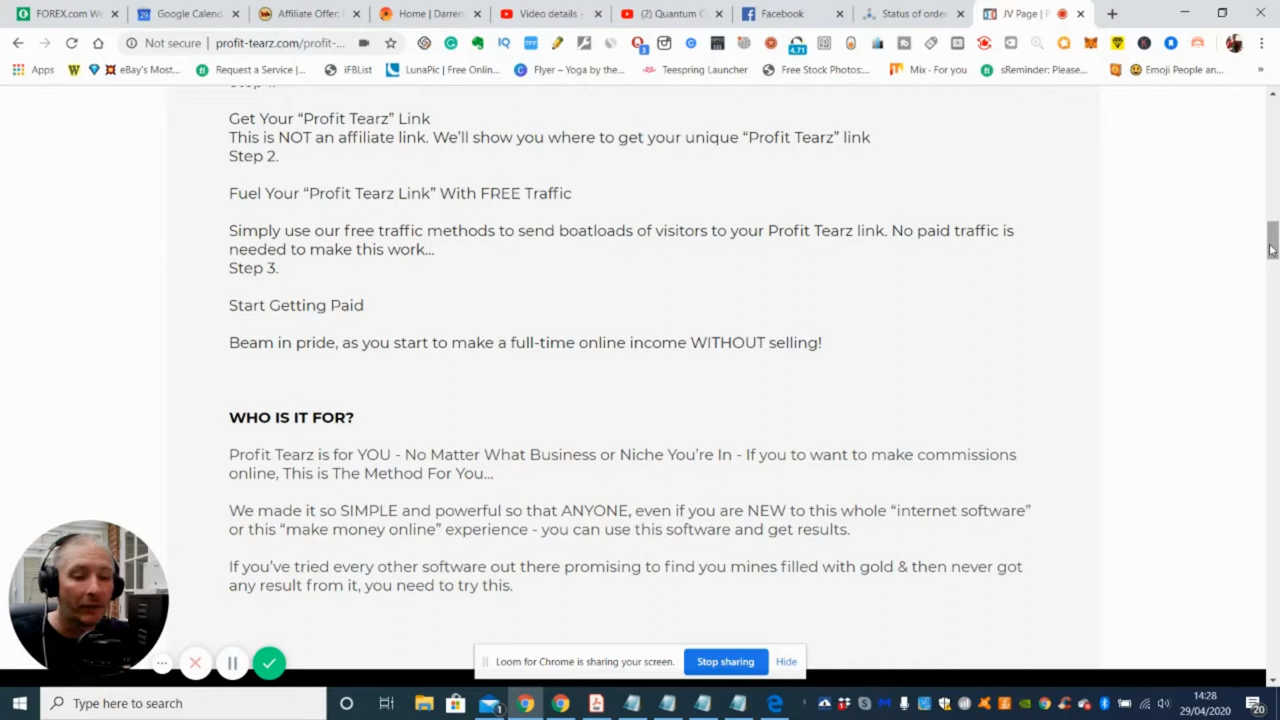 FOREX.com We
Google Calend
Affiliate Offer:
Home | Darren
Video details -
(2) Quantum C
Facebook
Status of order
JV Page | P
Not secure | profit-tearz.com/profit-...
4.71
Apps
eBay's Most...
Request a Service |...
iFBList
LunaPic | Free Onlin...
Flyer – Yoga by the...
Teespring Launcher
Free Stock Photos:...
Mix - For you
sReminder: Please...
Emoji People an...
Get Your “Profit Tearz” Link
This is NOT an affiliate link. We’ll show you where to get your unique “Profit Tearz” link
Step 2.
Fuel Your “Profit Tearz Link” With FREE Traffic
Simply use our free traffic methods to send boatloads of visitors to your Profit Tearz link. No paid traffic is
needed to make this work...
Step 3.
Start Getting Paid
Beam in pride, as you start to make a full-time online income WITHOUT selling!
WHO IS IT FOR?
Profit Tearz is for YOU - No Matter What Business or Niche You’re In - If you to want to make commissions
online, This is The Method For You...
We made it so SIMPLE and powerful so that ANYONE, even if you are NEW to this whole “internet software”
or this “make money online” experience - you can use this software and get results.
If you’ve tried every other software out there promising to find you mines filled with gold & then never got
any result from it, you need to try this.
Loom for Chrome is sharing your screen.
Stop sharing
Hide
Type here to search
14:28
29/04/2020
20